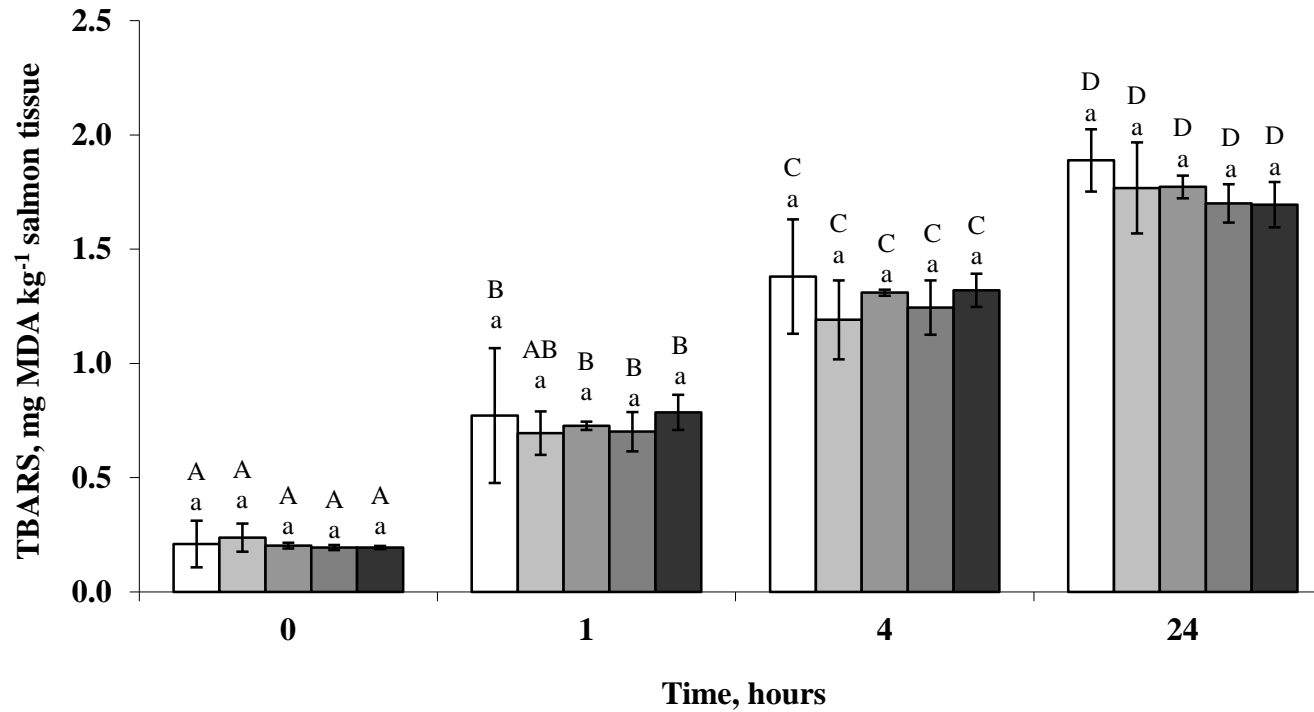 TBARS, mg MDA kg-1 salmon tissue
2.5
2.0
1.5
1.0
0.5
0.0
A A A A A
a a a a a
B AB B B B
a a a a a
C C C C C
a a a a a
D D D D D
a a a a a
0 1 4 24
Time, hours